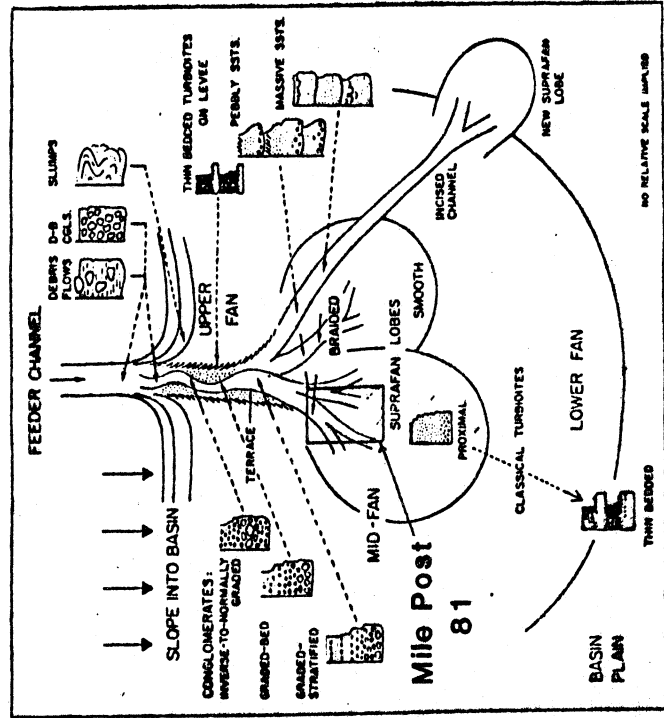 FEEDER CHANNEL
DEBRIS
FLOWS
D-B
CGLS.
SLUMPS
SLOPE INTO BASIN
UPPER
FAN
THIN BEDDED TURBIDITES
ON LEVEE
PEBBLY SSTS.
MASSIVE SSTS.
CONGLOMERATES:
INVERSE-TO-NORMALLY
GRADED
GRADED-BED
GRADED-
STRATIFIED
TERRACE
BRAIDED
SUPRAFAN LOBES
SMOOTH
INCISED
CHANNEL
NEW SUPRAFAN
LOBE
MID-FAN
PROXIMAL
CLASSICAL TURBIDITES
Mile Post
81
LOWER FAN
THIN BEDDED
BASIN
PLAIN
NO RELATIVE SCALE IMPLIED